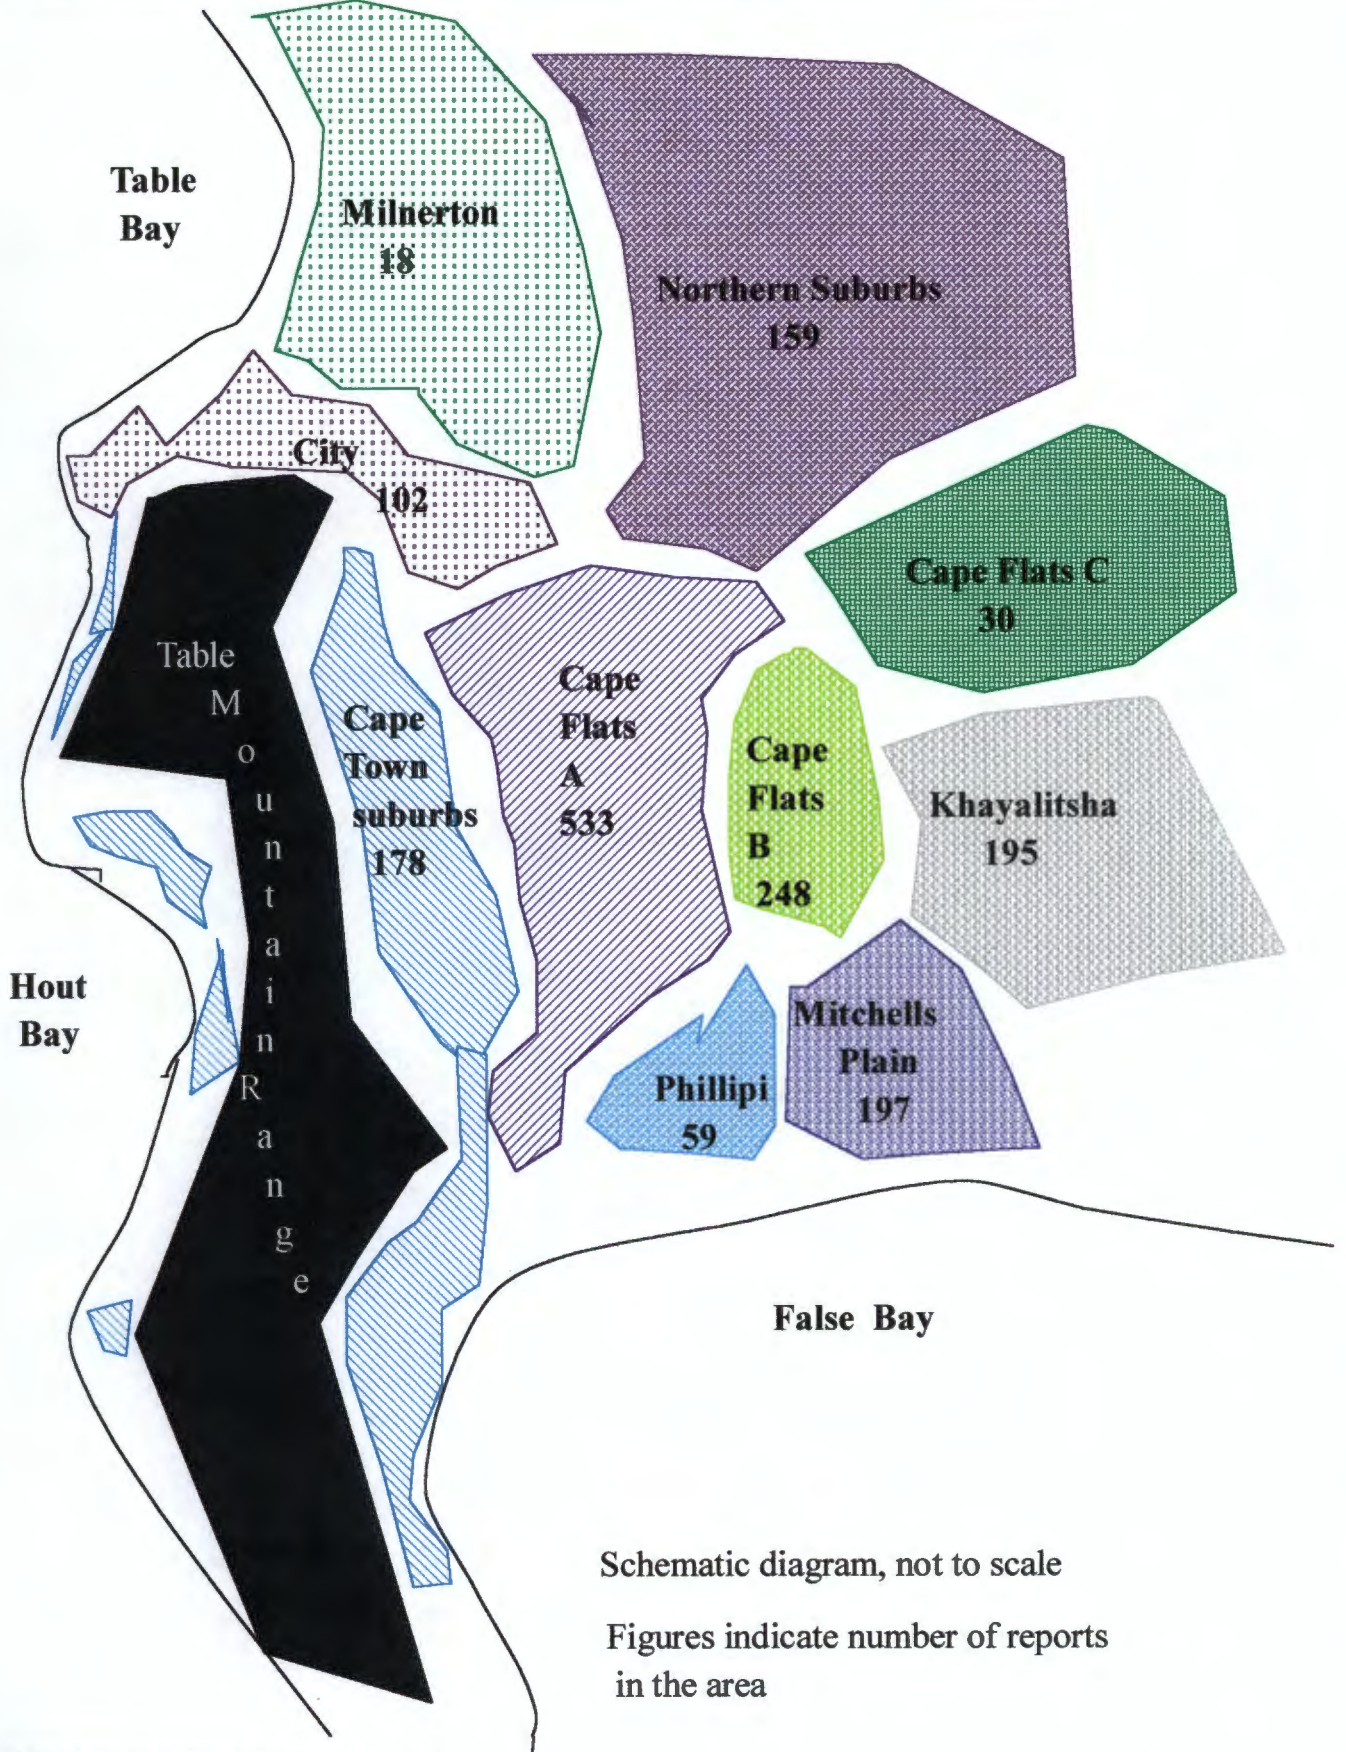 Table
Bay
Milnerton
18
Northern Suburbs
159
City
102
Cape Flats C
30
Table
M
o
u
n
t
a
i
n
R
a
n
g
e
Cape
Town
suburbs
178
Cape
Flats
A
533
Cape
Flats
B
248
Khayalitsha
195
Hout
Bay
Mitchells
Plain
197
Phillipi
59
False Bay
Schematic diagram, not to scale
Figures indicate number of reports
in the area